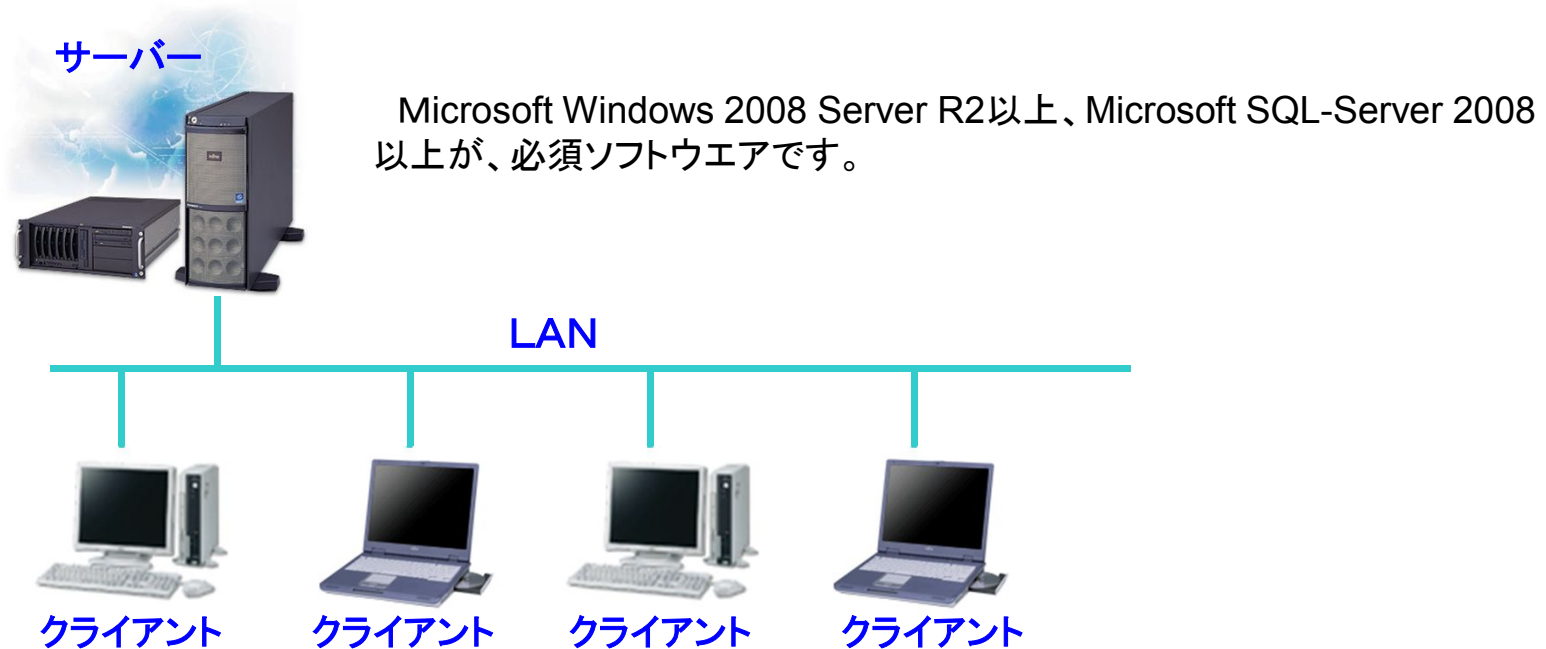 サーバー
Ｍicrosoft Windows 2008 Server R2以上、Microsoft SQL-Server 2008
以上が、必須ソフトウエアです。
ＬＡＮ
クライアント クライアント クライアント クライアント